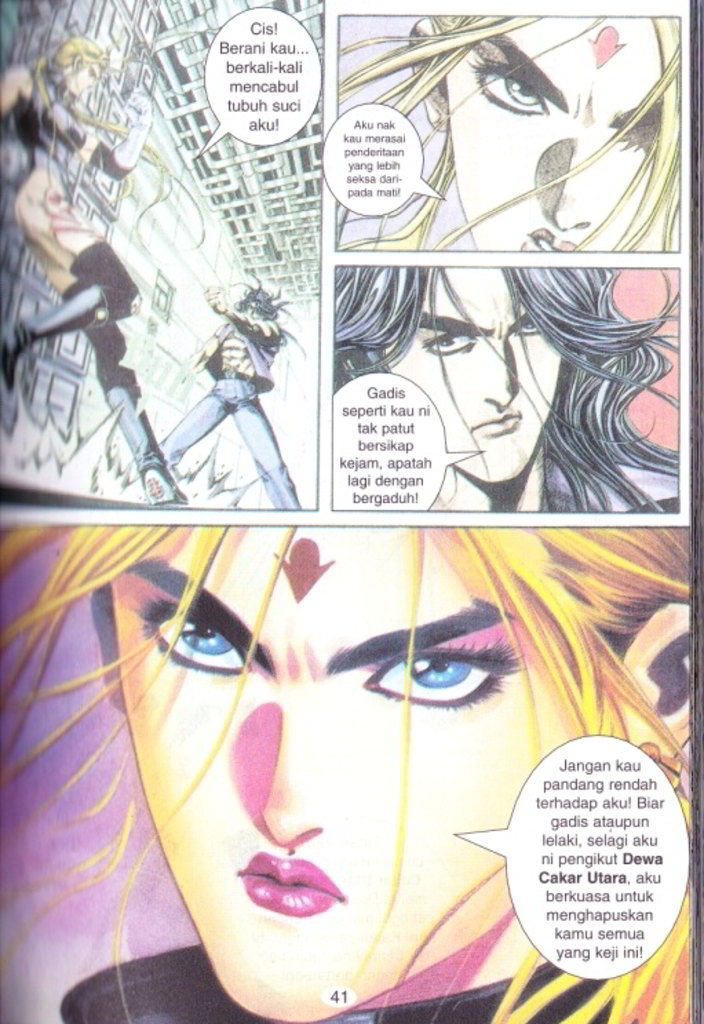 Cis!
Berani kau...
berkali-kali
mencabul
tubuh suci
aku!
Aku nak
kau merasai
penderitaan
yang lebih
seksa dari-
pada mati!
Gadis
seperti kau ni
tak patut
bersikap
kejam, apatah
lagi dengan
bergaduh!
Jangan kau
pandang rendah
terhadap aku! Biar
gadis ataupun
lelaki, selagi aku
ni pengikut Dewa
Cakar Utara, aku
berkuasa untuk
menghapuskan
kamu semua
yang keji ini!
41